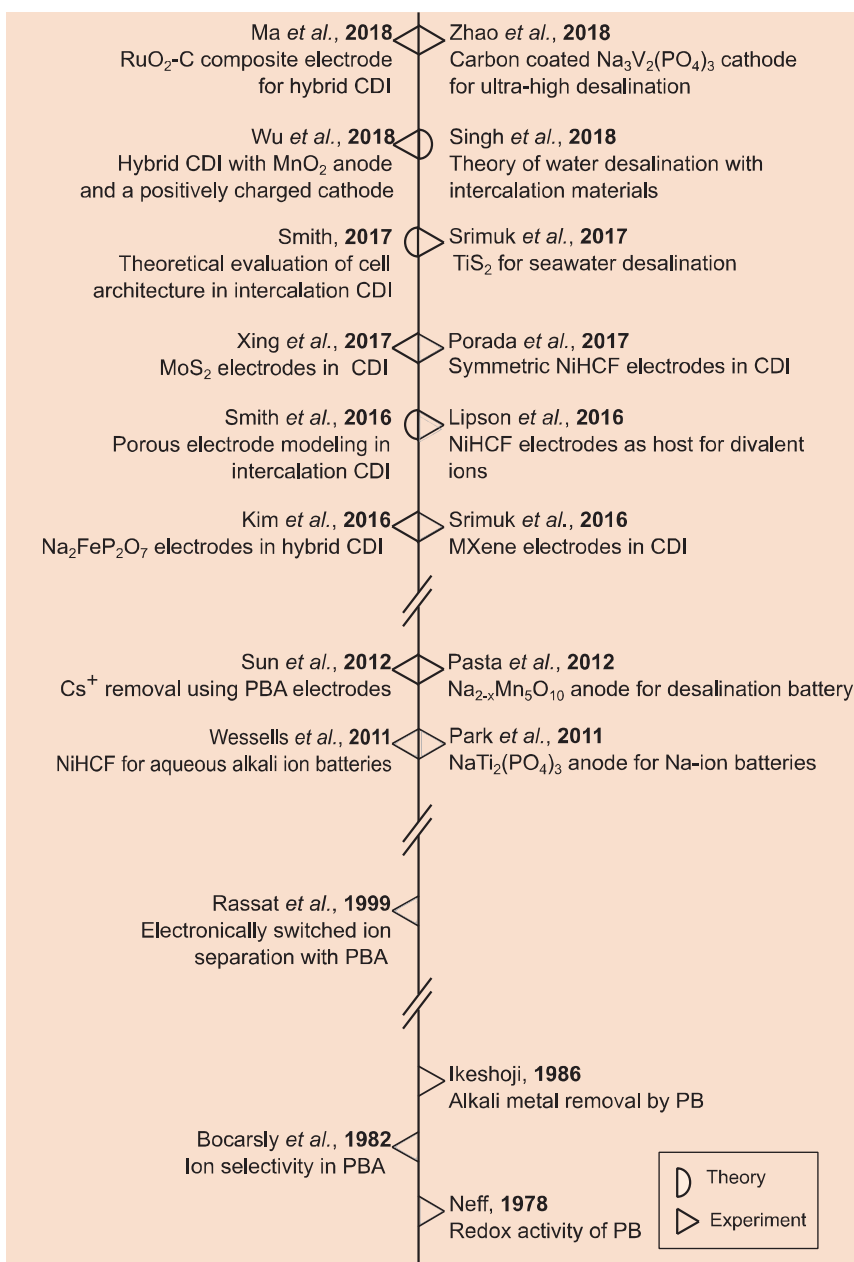 Ma et al., 2018
RuO₂-C composite electrode
for hybrid CDI
Zhao et al., 2018
Carbon coated Na₃V₂(PO₄)₃ cathode
for ultra-high desalination
Wu et al., 2018
Hybrid CDI with MnO₂ anode
and a positively charged cathode
Singh et al., 2018
Theory of water desalination with
intercalation materials
Smith, 2017
Theoretical evaluation of cell
architecture in intercalation CDI
Srimuk et al., 2017
TiS₂ for seawater desalination
Xing et al., 2017
MoS₂ electrodes in CDI
Porada et al., 2017
Symmetric NiHCF electrodes in CDI
Smith et al., 2016
Porous electrode modeling in
intercalation CDI
Lipson et al., 2016
NiHCF electrodes as host for divalent
ions
Kim et al., 2016
Na₂FeP₂O₇ electrodes in hybrid CDI
Srimuk et al., 2016
MXene electrodes in CDI
Sun et al., 2012
Cs⁺ removal using PBA electrodes
Pasta et al., 2012
Na₂₋ₓMn₅O₁₀ anode for desalination battery
Wessells et al., 2011
NiHCF for aqueous alkali ion batteries
Park et al., 2011
NaTi₂(PO₄)₃ anode for Na-ion batteries
Rassat et al., 1999
Electronically switched ion
separation with PBA
Ikeshoji, 1986
Alkali metal removal by PB
Bocarsly et al., 1982
Ion selectivity in PBA
Neff, 1978
Redox activity of PB
Theory
Experiment